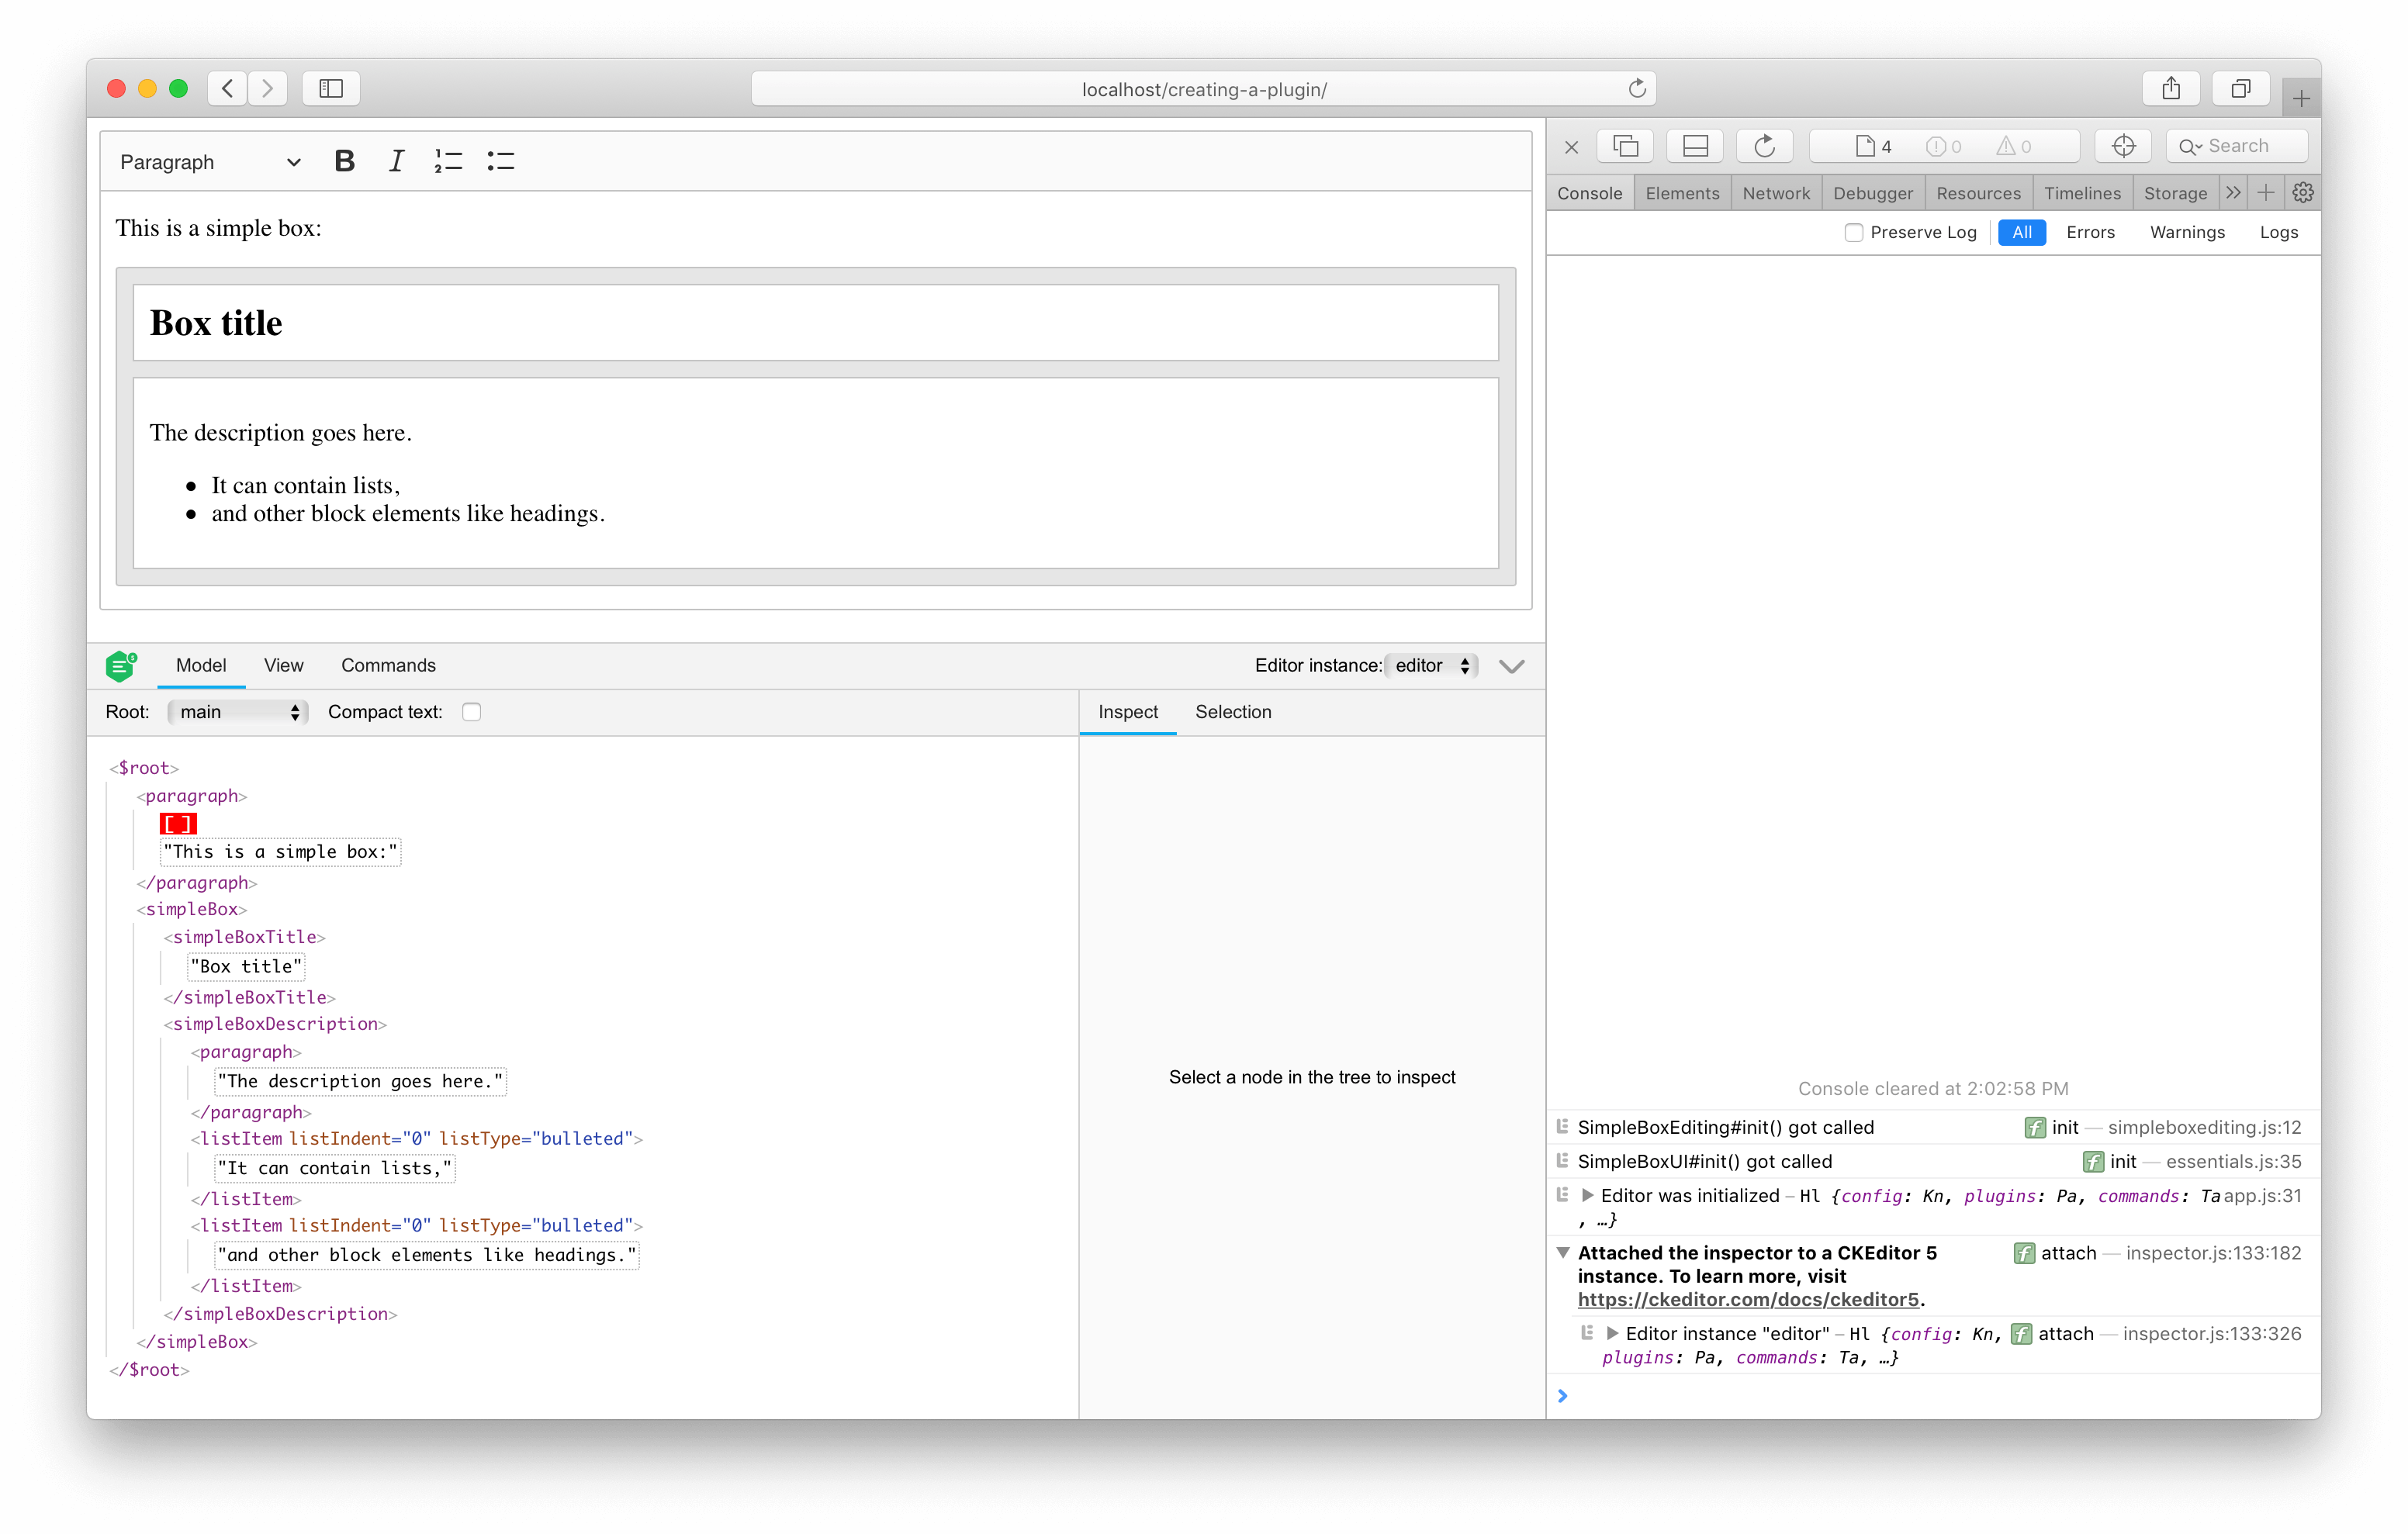 localhost/creating-a-plugin/
Paragraph B I
This is a simple box:
Box title
The description goes here.
It can contain lists,
and other block elements like headings.
Model View Commands Editor instance: editor
Root: main Compact text:
Inspect Selection
<$root>
<paragraph>
[ ]
"This is a simple box:"
</paragraph>
<simpleBox>
<simpleBoxTitle>
"Box title"
</simpleBoxTitle>
<simpleBoxDescription>
<paragraph>
"The description goes here."
</paragraph>
<listItem listIndent="0" listType="bulleted">
"It can contain lists,"
</listItem>
<listItem listIndent="0" listType="bulleted">
"and other block elements like headings."
</listItem>
</simpleBoxDescription>
</simpleBox>
</$root>
Select a node in the tree to inspect
4 0 0 Search
Console Elements Network Debugger Resources Timelines Storage
Preserve Log All Errors Warnings Logs
Console cleared at 2:02:58 PM
SimpleBoxEditing#init() got called f init — simpleboxediting.js:12
SimpleBoxUI#init() got called f init — essentials.js:35
Editor was initialized – Hl {config: Kn, plugins: Pa, commands: Ta app.js:31
, …}
Attached the inspector to a CKEditor 5 f attach — inspector.js:133:182
instance. To learn more, visit
https://ckeditor.com/docs/ckeditor5.
Editor instance "editor" – Hl {config: Kn, f attach — inspector.js:133:326
plugins: Pa, commands: Ta, …}